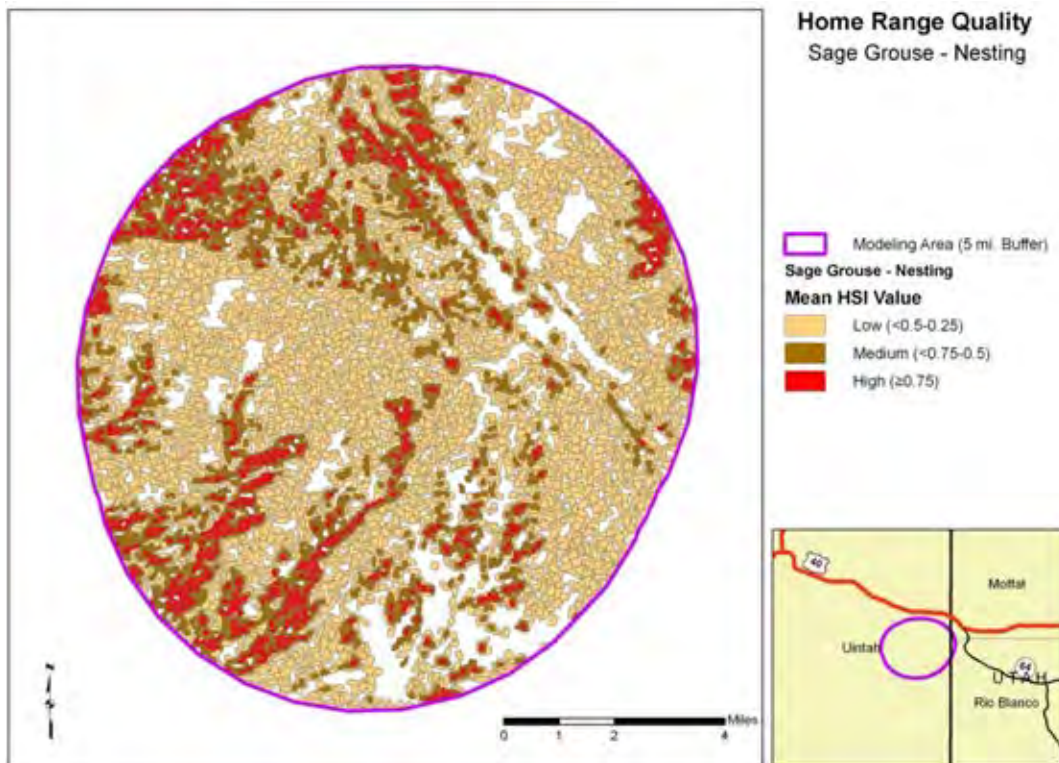 Home Range Quality
Sage Grouse - Nesting
Modeling Area (5 mi. Buffer)
Sage Grouse - Nesting
Mean HSI Value
Low (<0.5-0.25)
Medium (<0.75-0.5)
High (≥0.75)
N
Miles
0 1 2 4
40
Moffat
Uintah
64
UTAH
Rio Blanco